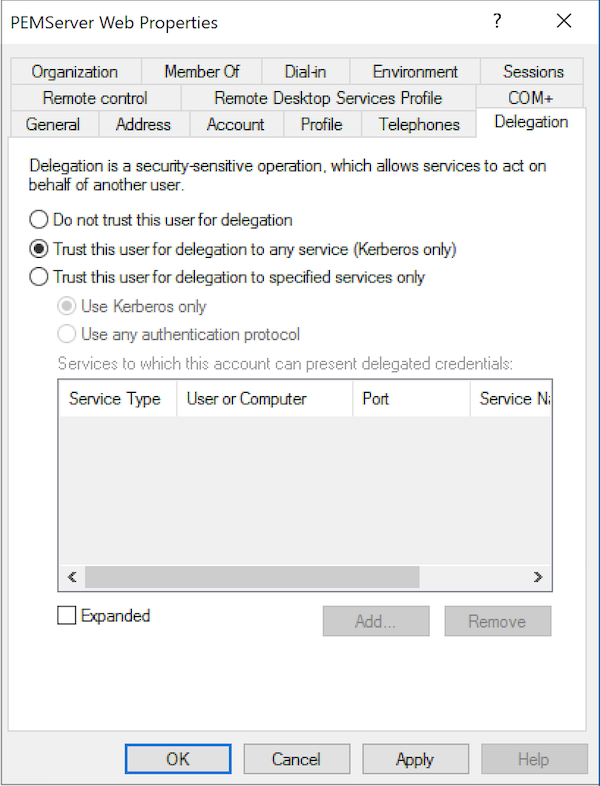 PEMServer Web Properties ?
Organization Member Of Dial-in Environment Sessions
Remote control Remote Desktop Services Profile COM+
General Address Account Profile Telephones Delegation
Delegation is a security-sensitive operation, which allows services to act on
behalf of another user.
Do not trust this user for delegation
Trust this user for delegation to any service (Kerberos only)
Trust this user for delegation to specified services only
Use Kerberos only
Use any authentication protocol
Services to which this account can present delegated credentials:
Service Type User or Computer Port Service
Expanded Add... Remove
OK Cancel Apply Help